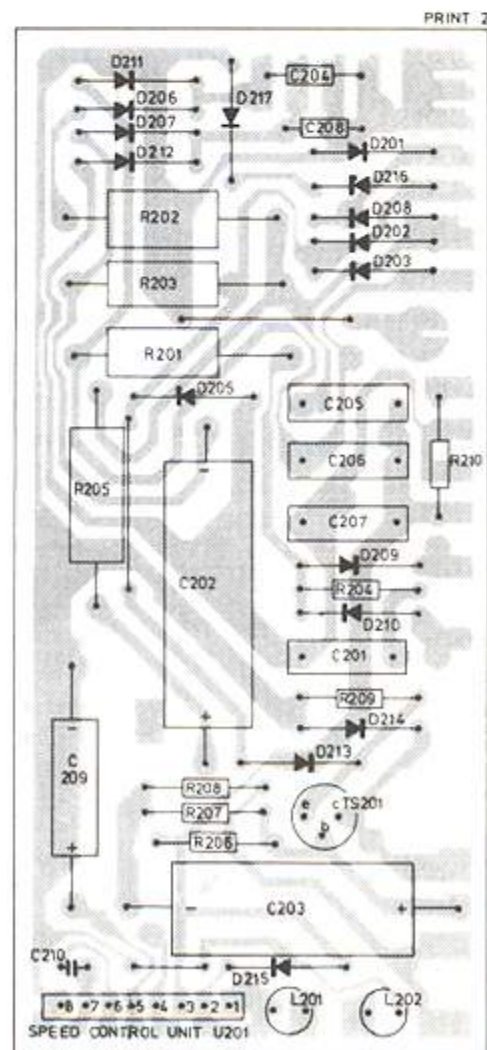 PRINT 2
D211
D206
D207
D212
D217
C204
C208
D201
D216
D208
D202
D203
R202
R203
R201
D205
C205
C206
C207
R210
R205
-
C202
+
D209
R204
D210
C201
R209
D214
D213
-
C
209
+
R208
R207
R206
e c TS201
b
- C203 +
C210
D215
8 7 6 5 4 3 2 1
L201
L202
SPEED CONTROL UNIT U201